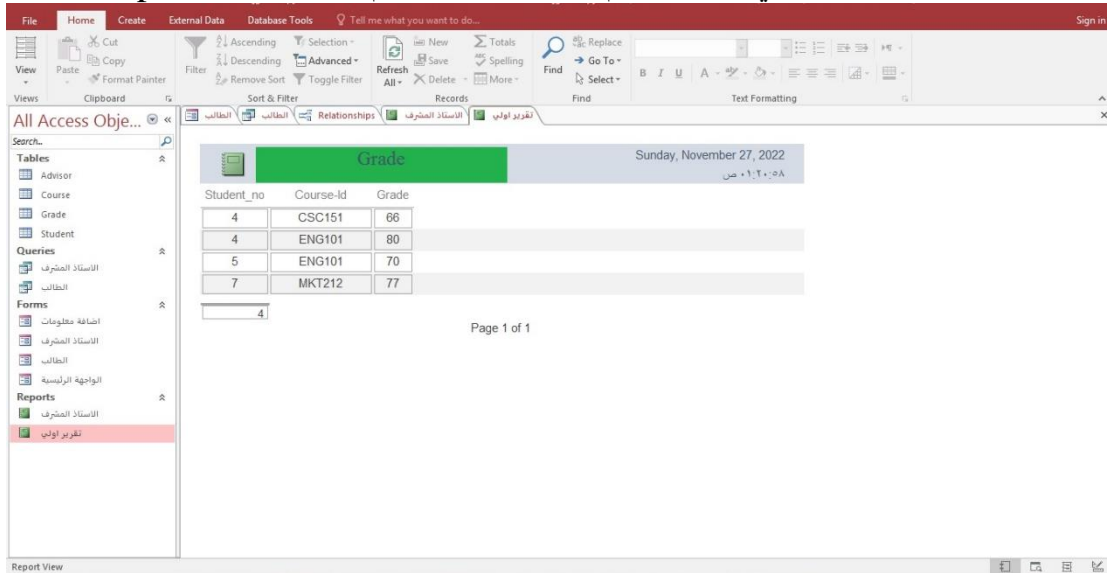 File Home Create External Data Database Tools Tell me what you want to do... Sign in
View Paste Cut Copy Format Painter
Filter Ascending Descending Remove Sort Selection Advanced Toggle Filter
Refresh All New Save Delete Totals Spelling More
Find Replace Go To Select
B I U A
Views Clipboard Sort & Filter Records Find Text Formatting
All Access Obje...
الطالب الطالب Relationships الاستاذ المشرف تقرير اولي
Search...
Tables
Advisor
Course
Grade
Student
Queries
الاستاذ المشرف
الطالب
Forms
اضافة معلومات
الاستاذ المشرف
الطالب
الواجهة الرئيسية
Reports
الاستاذ المشرف
تقرير اولي
Grade
Sunday, November 27, 2022
٠١:٢٠:٥٨ ص
Student_no Course-Id Grade
4 CSC151 66
4 ENG101 80
5 ENG101 70
7 MKT212 77
4
Page 1 of 1
Report View